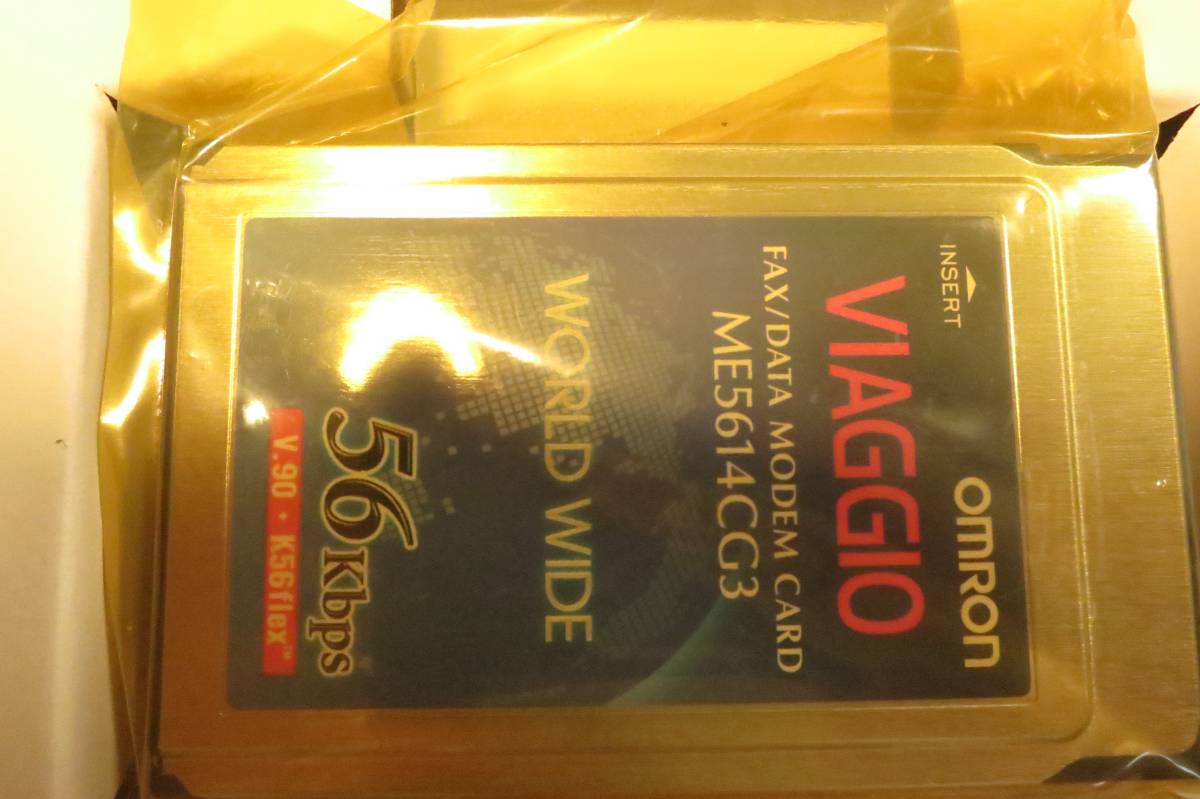 INSERT
OMRON
VIAGGIO
FAX/DATA MODEM CARD
ME5614CG3
WORLD WIDE
56Kbps
V.90 • K56flex™